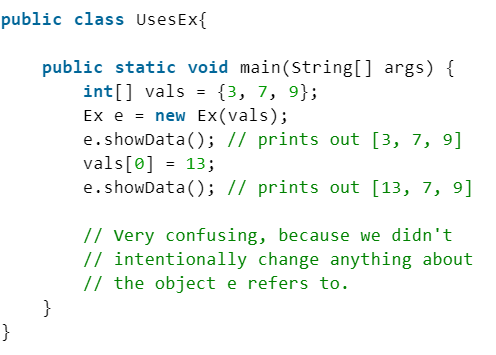 public class UsesEx{
public static void main(String[] args) {
int[] vals = {3, 7, 9};
Ex e = new Ex(vals);
e.showData(); // prints out [3, 7, 9]
vals[0] = 13;
e.showData(); // prints out [13, 7, 9]
// Very confusing, because we didn't
// intentionally change anything about
// the object e refers to.
}
}